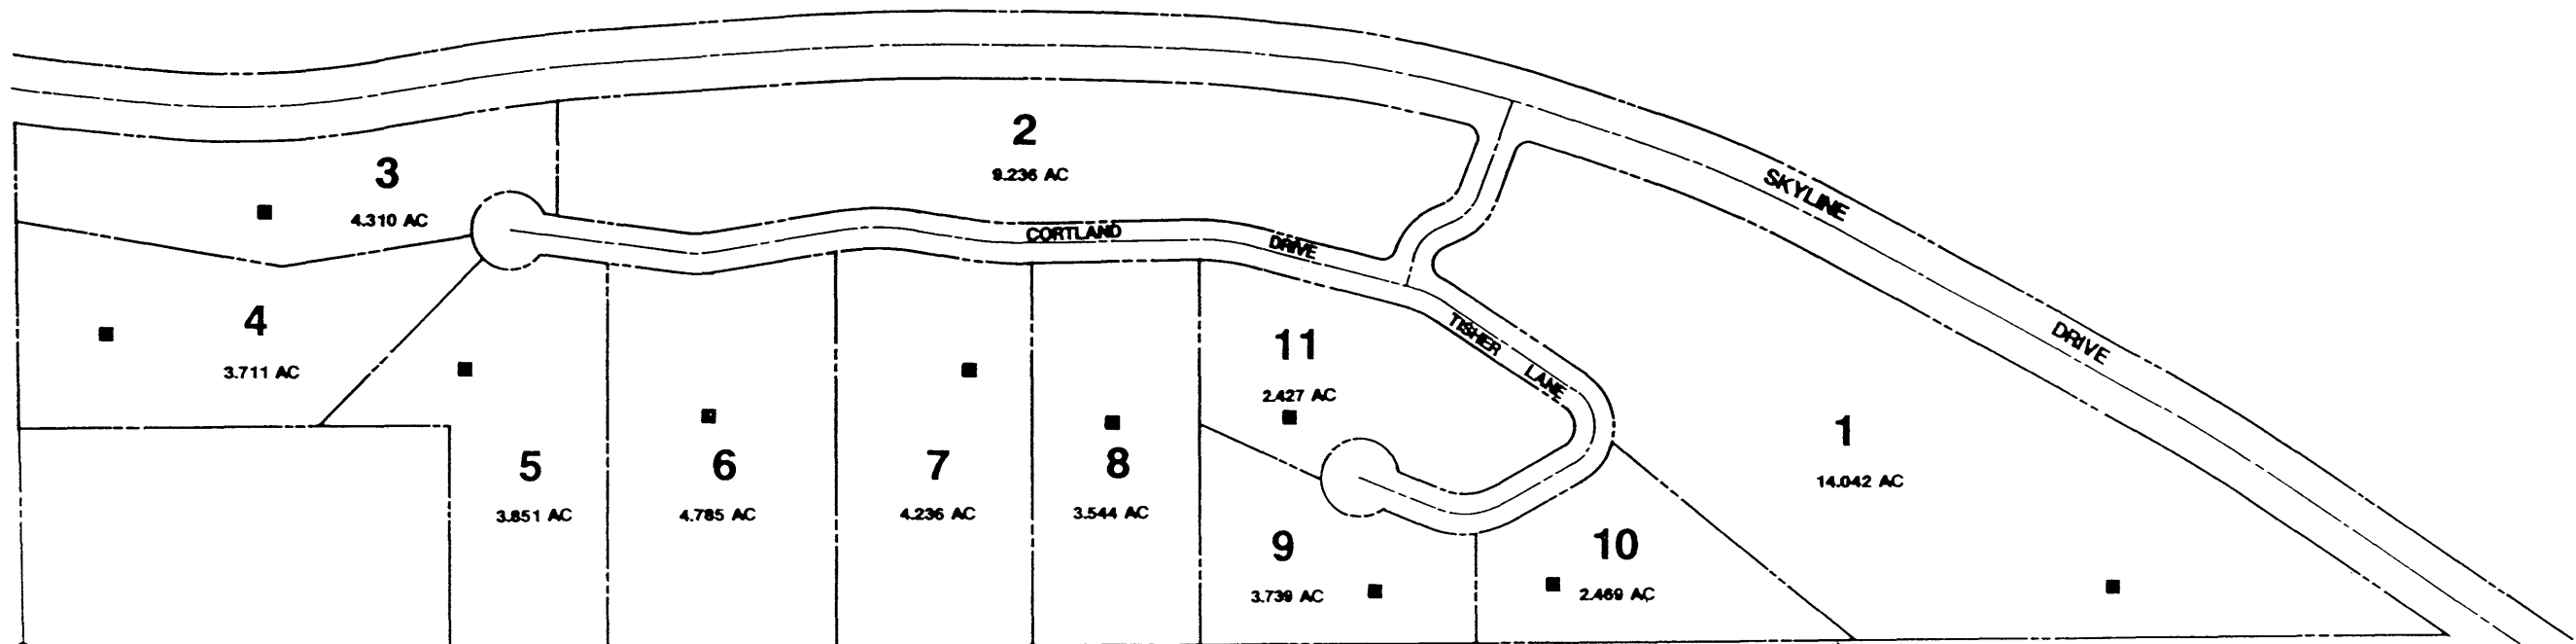 2
9.236 AC
3
4.310 AC
SKYLINE
DRIVE
CORTLAND
DRIVE
4
3.711 AC
TISHER
LANE
11
2.427 AC
1
14.042 AC
5
3.851 AC
6
4.785 AC
7
4.236 AC
8
3.544 AC
9
3.739 AC
10
2.469 AC